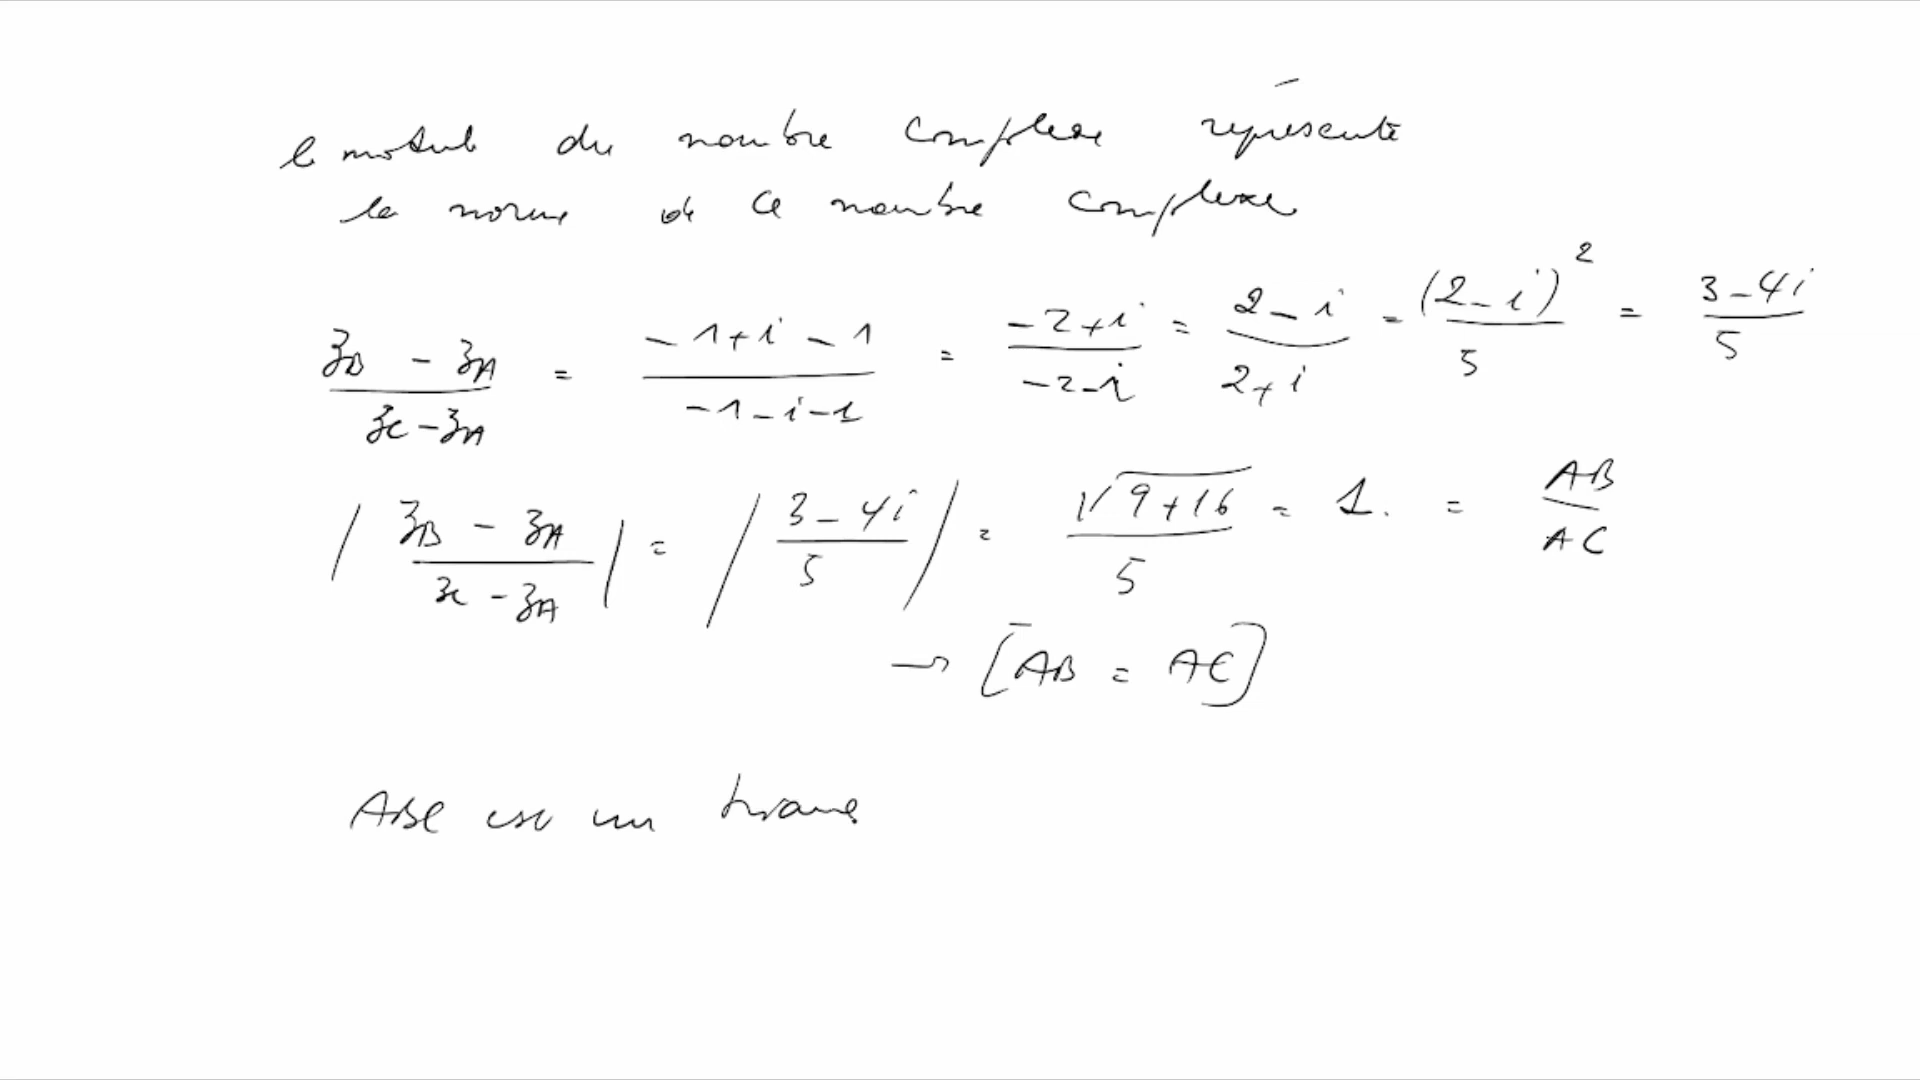 le module du nombre complexe représente
la norme de ce nombre complexe
(z_B - z_A)/(z_C - z_A) = (-1+i-1)/(-1-i-1) = (-2+i)/(-2-i) = (2-i)/(2+i) = (2-i)²/5 = (3-4i)/5
|(z_B - z_A)/(z_C - z_A)| = |(3-4i)/5| = √(9+16)/5 = 1. = AB/AC
→ [AB = AC]
ABC est un triang